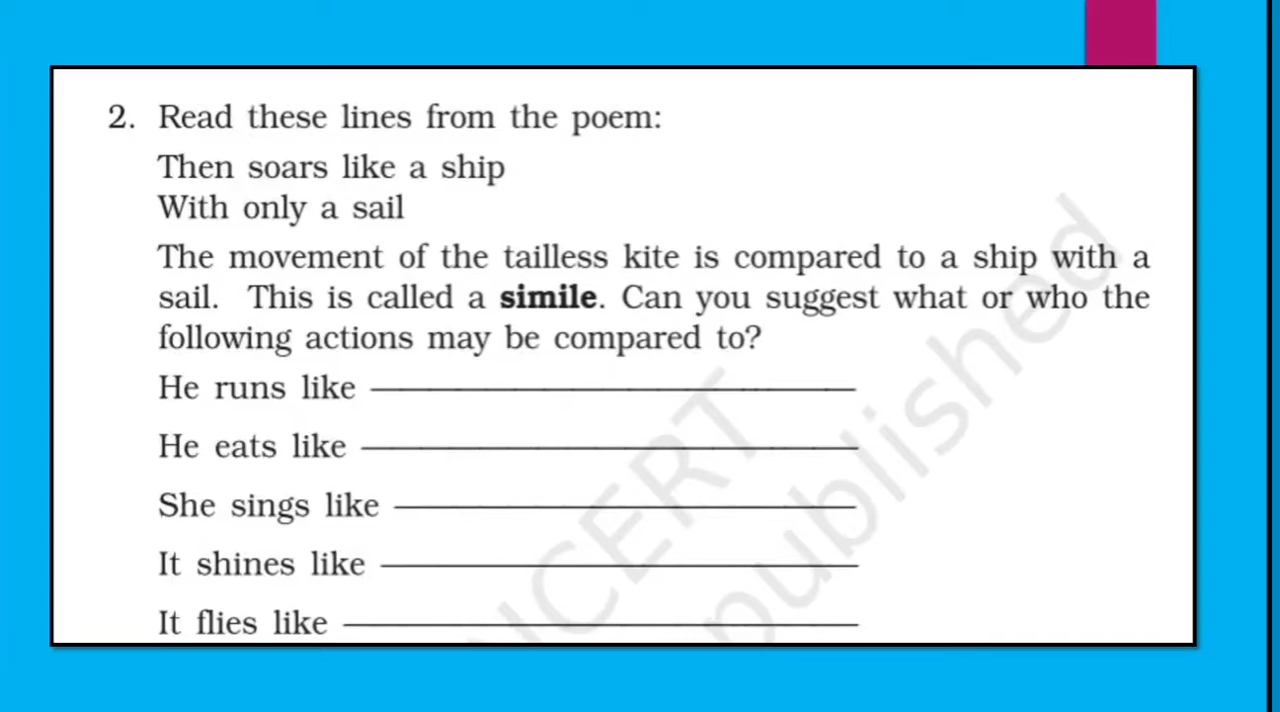 2. Read these lines from the poem:
Then soars like a ship
With only a sail
The movement of the tailless kite is compared to a ship with a
sail. This is called a simile. Can you suggest what or who the
following actions may be compared to?
He runs like
He eats like
She sings like
It shines like
It flies like
NCERT
published